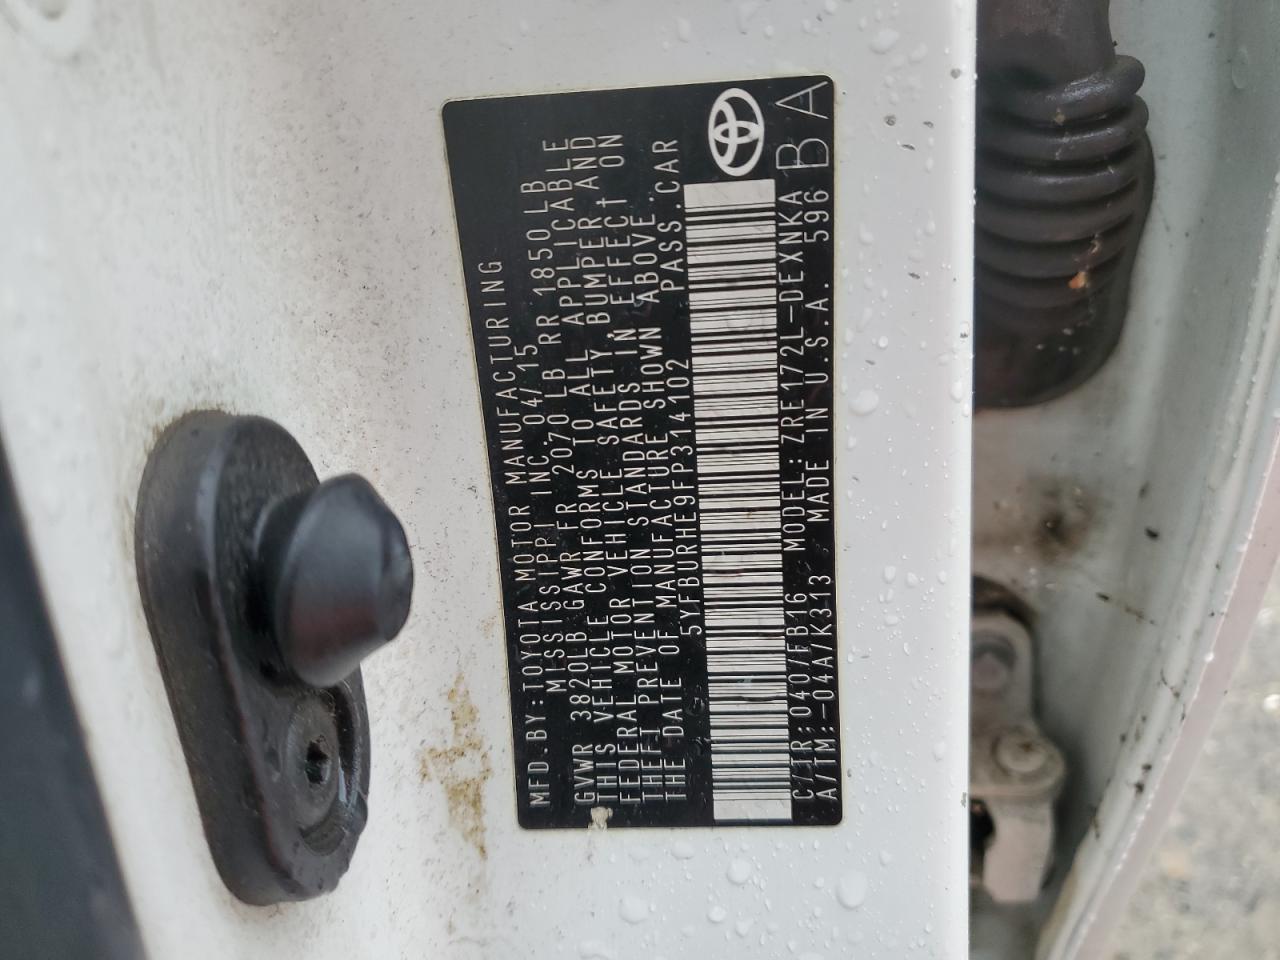 MFD.BY:TOYOTA MOTOR MANUFACTURING
MISSISSIPPI INC. 04/15
GVWR 3820LB GAWR FR 2070 LB RR 1850 LB
THIS VEHICLE CONFORMS TO ALL APPLICABLE
FEDERAL MOTOR VEHICLE SAFETY, BUMPER, AND
THEFT PREVENTION STANDARDS IN EFFECT ON
THE DATE OF MANUFACTURE SHOWN ABOVE.
5YFBURHE9FP314102 PASS.CAR
C/TR:040/FB16 MODEL:ZRE172L-DEXNKA
A/TM:-04A/K313 MADE IN U.S.A. 596
B A